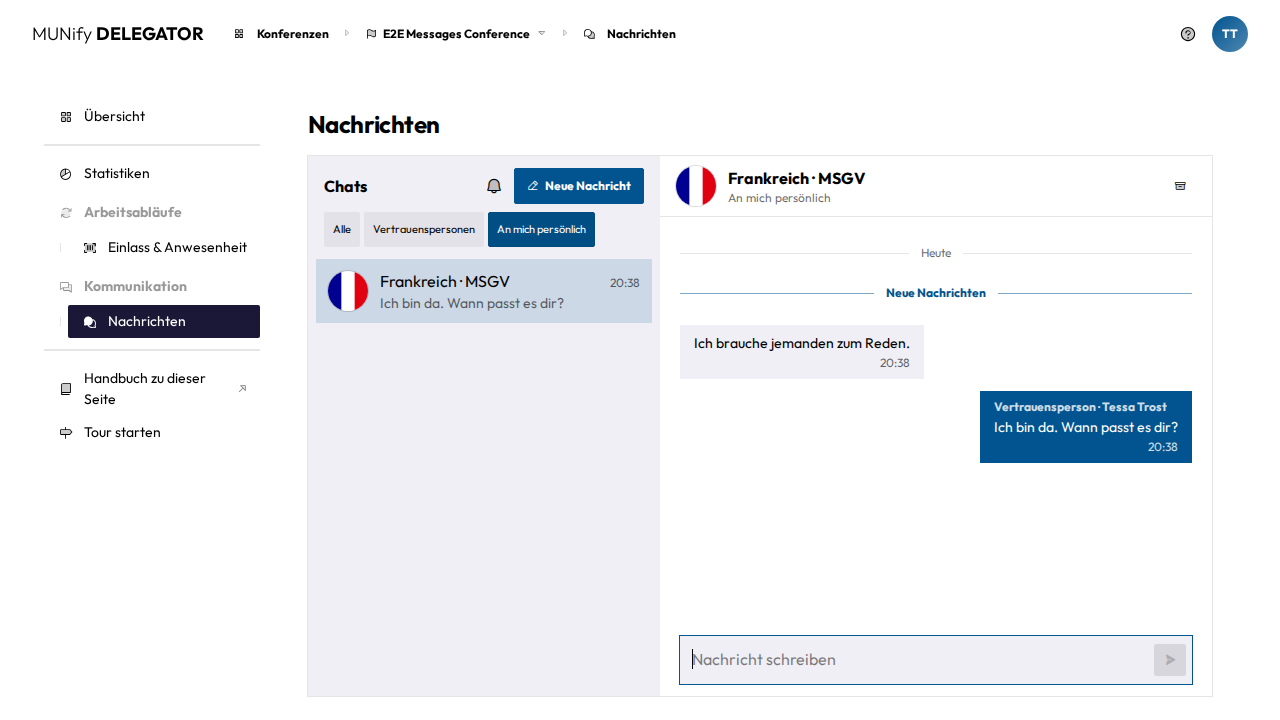 MUNify DELEGATOR
Konferenzen
E2E Messages Conference
Nachrichten
TT
Übersicht
Statistiken
Arbeitsabläufe
Einlass & Anwesenheit
Kommunikation
Nachrichten
Handbuch zu dieser
Seite
Tour starten
Nachrichten
Chats
Neue Nachricht
Alle
Vertrauenspersonen
An mich persönlich
Frankreich · MSGV
20:38
Ich bin da. Wann passt es dir?
Frankreich · MSGV
An mich persönlich
Heute
Neue Nachrichten
Ich brauche jemanden zum Reden.
20:38
Vertrauensperson · Tessa Trost
Ich bin da. Wann passt es dir?
20:38
Nachricht schreiben